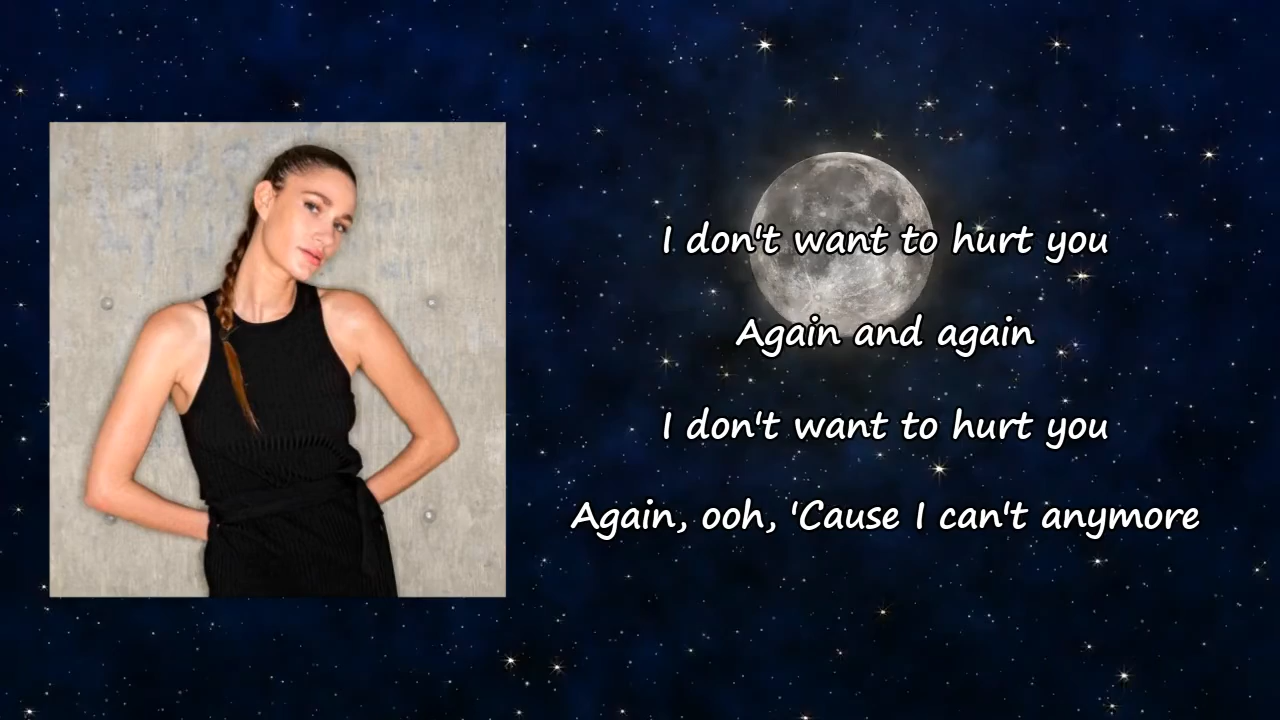 I don't want to hurt you
Again and again
I don't want to hurt you
Again, ooh, 'Cause I can't anymore